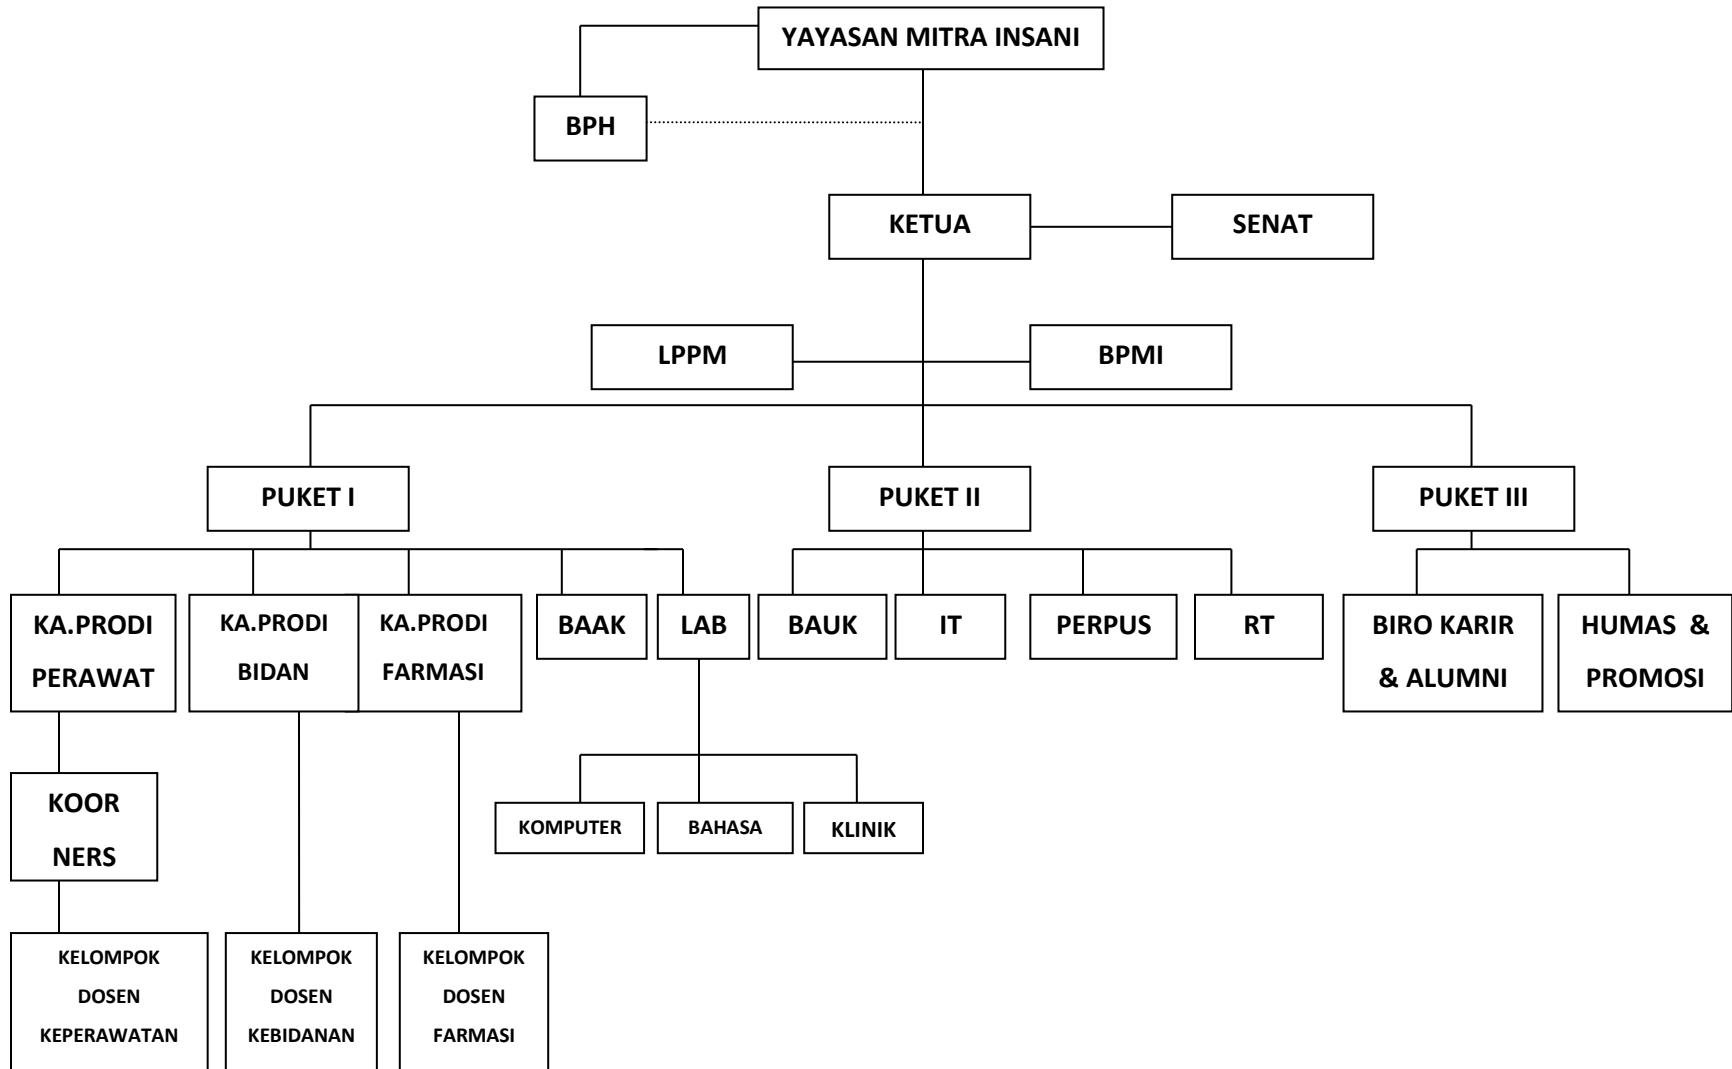 YAYASAN MITRA INSANI
BPH
KETUA
SENAT
LPPM
BPMI
PUKET I
PUKET II
PUKET III
KA.PRODI
PERAWAT
KA.PRODI
BIDAN
KA.PRODI
FARMASI
BAAK
LAB
BAUK
IT
PERPUS
RT
BIRO KARIR
& ALUMNI
HUMAS &
PROMOSI
KOOR
NERS
KOMPUTER
BAHASA
KLINIK
KELOMPOK
DOSEN
KEPERAWATAN
KELOMPOK
DOSEN
KEBIDANAN
KELOMPOK
DOSEN
FARMASI